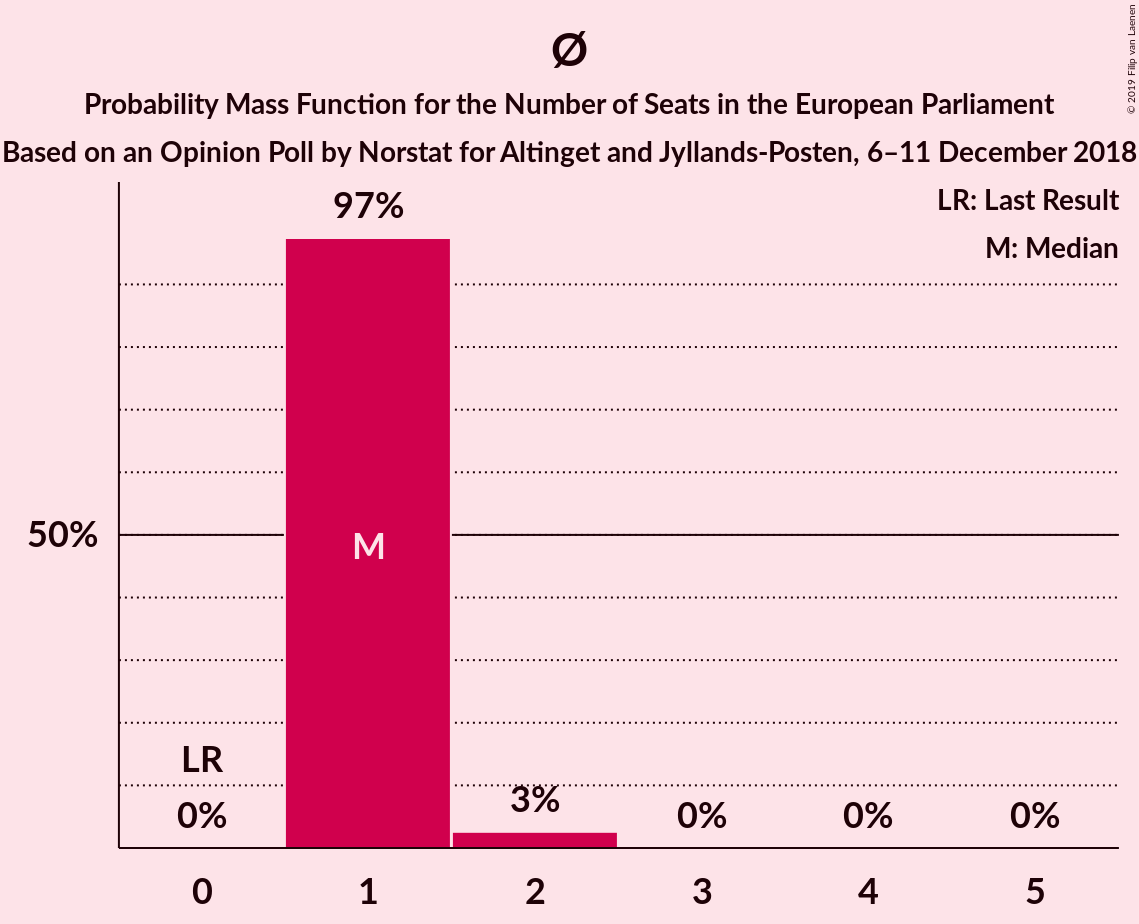 Ø
Probability Mass Function for the Number of Seats in the European Parliament
Based on an Opinion Poll by Norstat for Altinget and Jyllands-Posten, 6–11 December 2018
© 2019 Filip van Laenen
LR: Last Result
M: Median
97%
50%
M
LR
0%
3%
0%
0%
0%
0
1
2
3
4
5